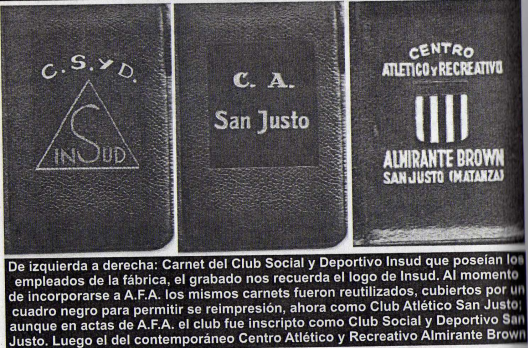 C.S.YD.
INSUD
C. A.
San Justo
CENTRO
ATLETICO Y RECREATIVO
ALMIRANTE BROWN
SAN JUSTO (MATANZA)
De izquierda a derecha: Carnet del Club Social y Deportivo Insud que poseían los
empleados de la fábrica, el grabado nos recuerda el logo de Insud. Al momento
de incorporarse a A.F.A. los mismos carnets fueron reutilizados, cubiertos por un
cuadro negro para permitir se reimpresión, ahora como Club Atlético San Justo;
aunque en actas de A.F.A. el club fue inscripto como Club Social y Deportivo San
Justo. Luego el del contemporáneo Centro Atlético y Recreativo Almirante Brown